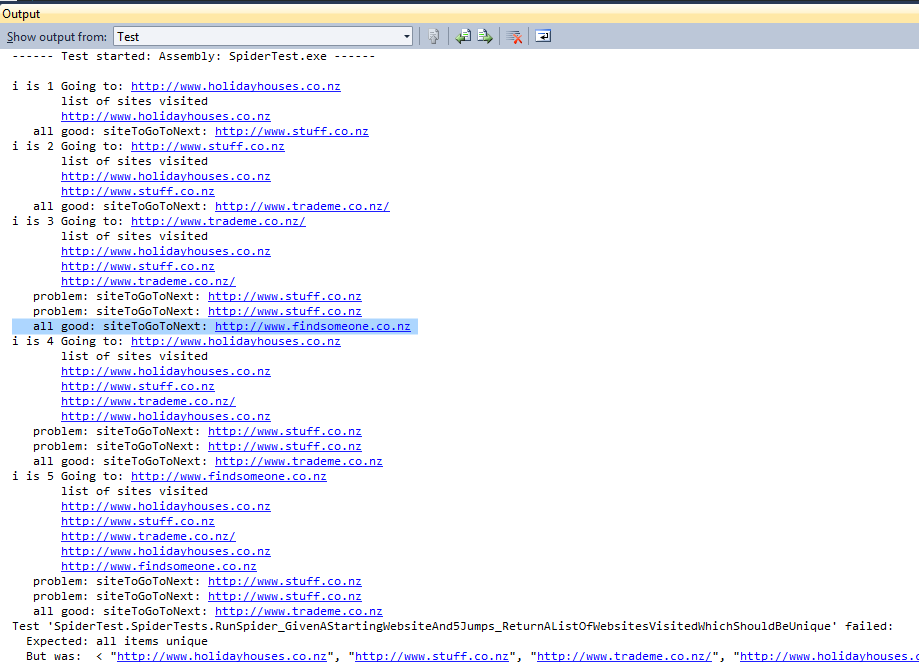 Output
Show output from: Test
------ Test started: Assembly: SpiderTest.exe ------
i is 1 Going to: http://www.holidayhouses.co.nz
list of sites visited
http://www.holidayhouses.co.nz
all good: siteToGoToNext: http://www.stuff.co.nz
i is 2 Going to: http://www.stuff.co.nz
list of sites visited
http://www.holidayhouses.co.nz
http://www.stuff.co.nz
all good: siteToGoToNext: http://www.trademe.co.nz/
i is 3 Going to: http://www.trademe.co.nz/
list of sites visited
http://www.holidayhouses.co.nz
http://www.stuff.co.nz
http://www.trademe.co.nz/
problem: siteToGoToNext: http://www.stuff.co.nz
problem: siteToGoToNext: http://www.stuff.co.nz
all good: siteToGoToNext: http://www.findsomeone.co.nz
i is 4 Going to: http://www.holidayhouses.co.nz
list of sites visited
http://www.holidayhouses.co.nz
http://www.stuff.co.nz
http://www.trademe.co.nz/
http://www.holidayhouses.co.nz
problem: siteToGoToNext: http://www.stuff.co.nz
problem: siteToGoToNext: http://www.stuff.co.nz
all good: siteToGoToNext: http://www.trademe.co.nz
i is 5 Going to: http://www.findsomeone.co.nz
list of sites visited
http://www.holidayhouses.co.nz
http://www.stuff.co.nz
http://www.trademe.co.nz/
http://www.holidayhouses.co.nz
http://www.findsomeone.co.nz
problem: siteToGoToNext: http://www.stuff.co.nz
problem: siteToGoToNext: http://www.stuff.co.nz
all good: siteToGoToNext: http://www.trademe.co.nz
Test 'SpiderTest.SpiderTests.RunSpider_GivenAStartingWebsiteAnd5Jumps_ReturnAListOfWebsitesVisitedWhichShouldBeUnique' failed:
Expected: all items unique
But was: < "http://www.holidayhouses.co.nz", "http://www.stuff.co.nz", "http://www.trademe.co.nz/", "http://www.holidayhouses.c